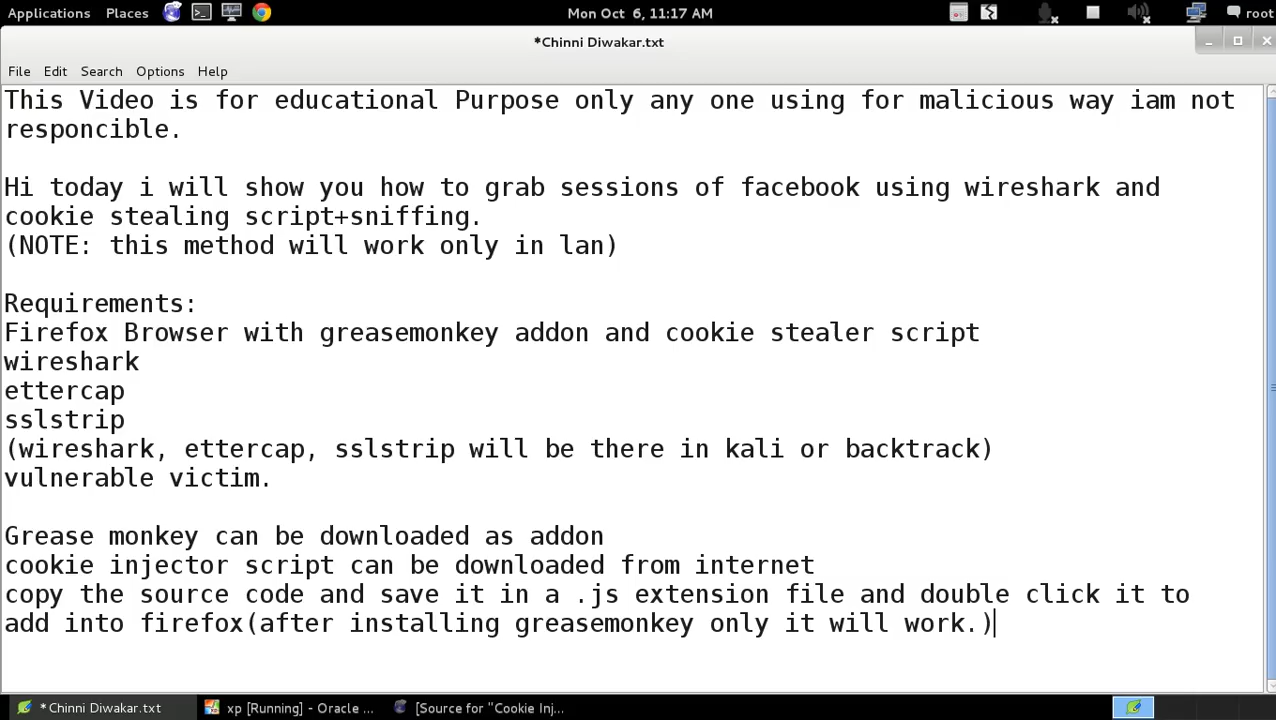 Applications Places Mon Oct 6, 11:17 AM root
*Chinni Diwakar.txt
File Edit Search Options Help
This Video is for educational Purpose only any one using for malicious way iam not
responcible.
Hi today i will show you how to grab sessions of facebook using wireshark and
cookie stealing script+sniffing.
(NOTE: this method will work only in lan)
Requirements:
Firefox Browser with greasemonkey addon and cookie stealer script
wireshark
ettercap
sslstrip
(wireshark, ettercap, sslstrip will be there in kali or backtrack)
vulnerable victim.
Grease monkey can be downloaded as addon
cookie injector script can be downloaded from internet
copy the source code and save it in a .js extension file and double click it to
add into firefox(after installing greasemonkey only it will work.)
*Chinni Diwakar.txt xp [Running] - Oracle ... [Source for "Cookie Inj...